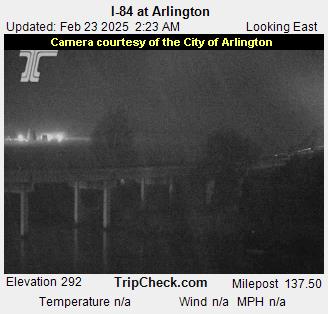 I-84 at Arlington
Updated: Feb 23 2025 2:23 AM Looking East
Camera courtesy of the City of Arlington
Elevation 292 TripCheck.com Milepost 137.50
Temperature n/a Wind n/a MPH n/a